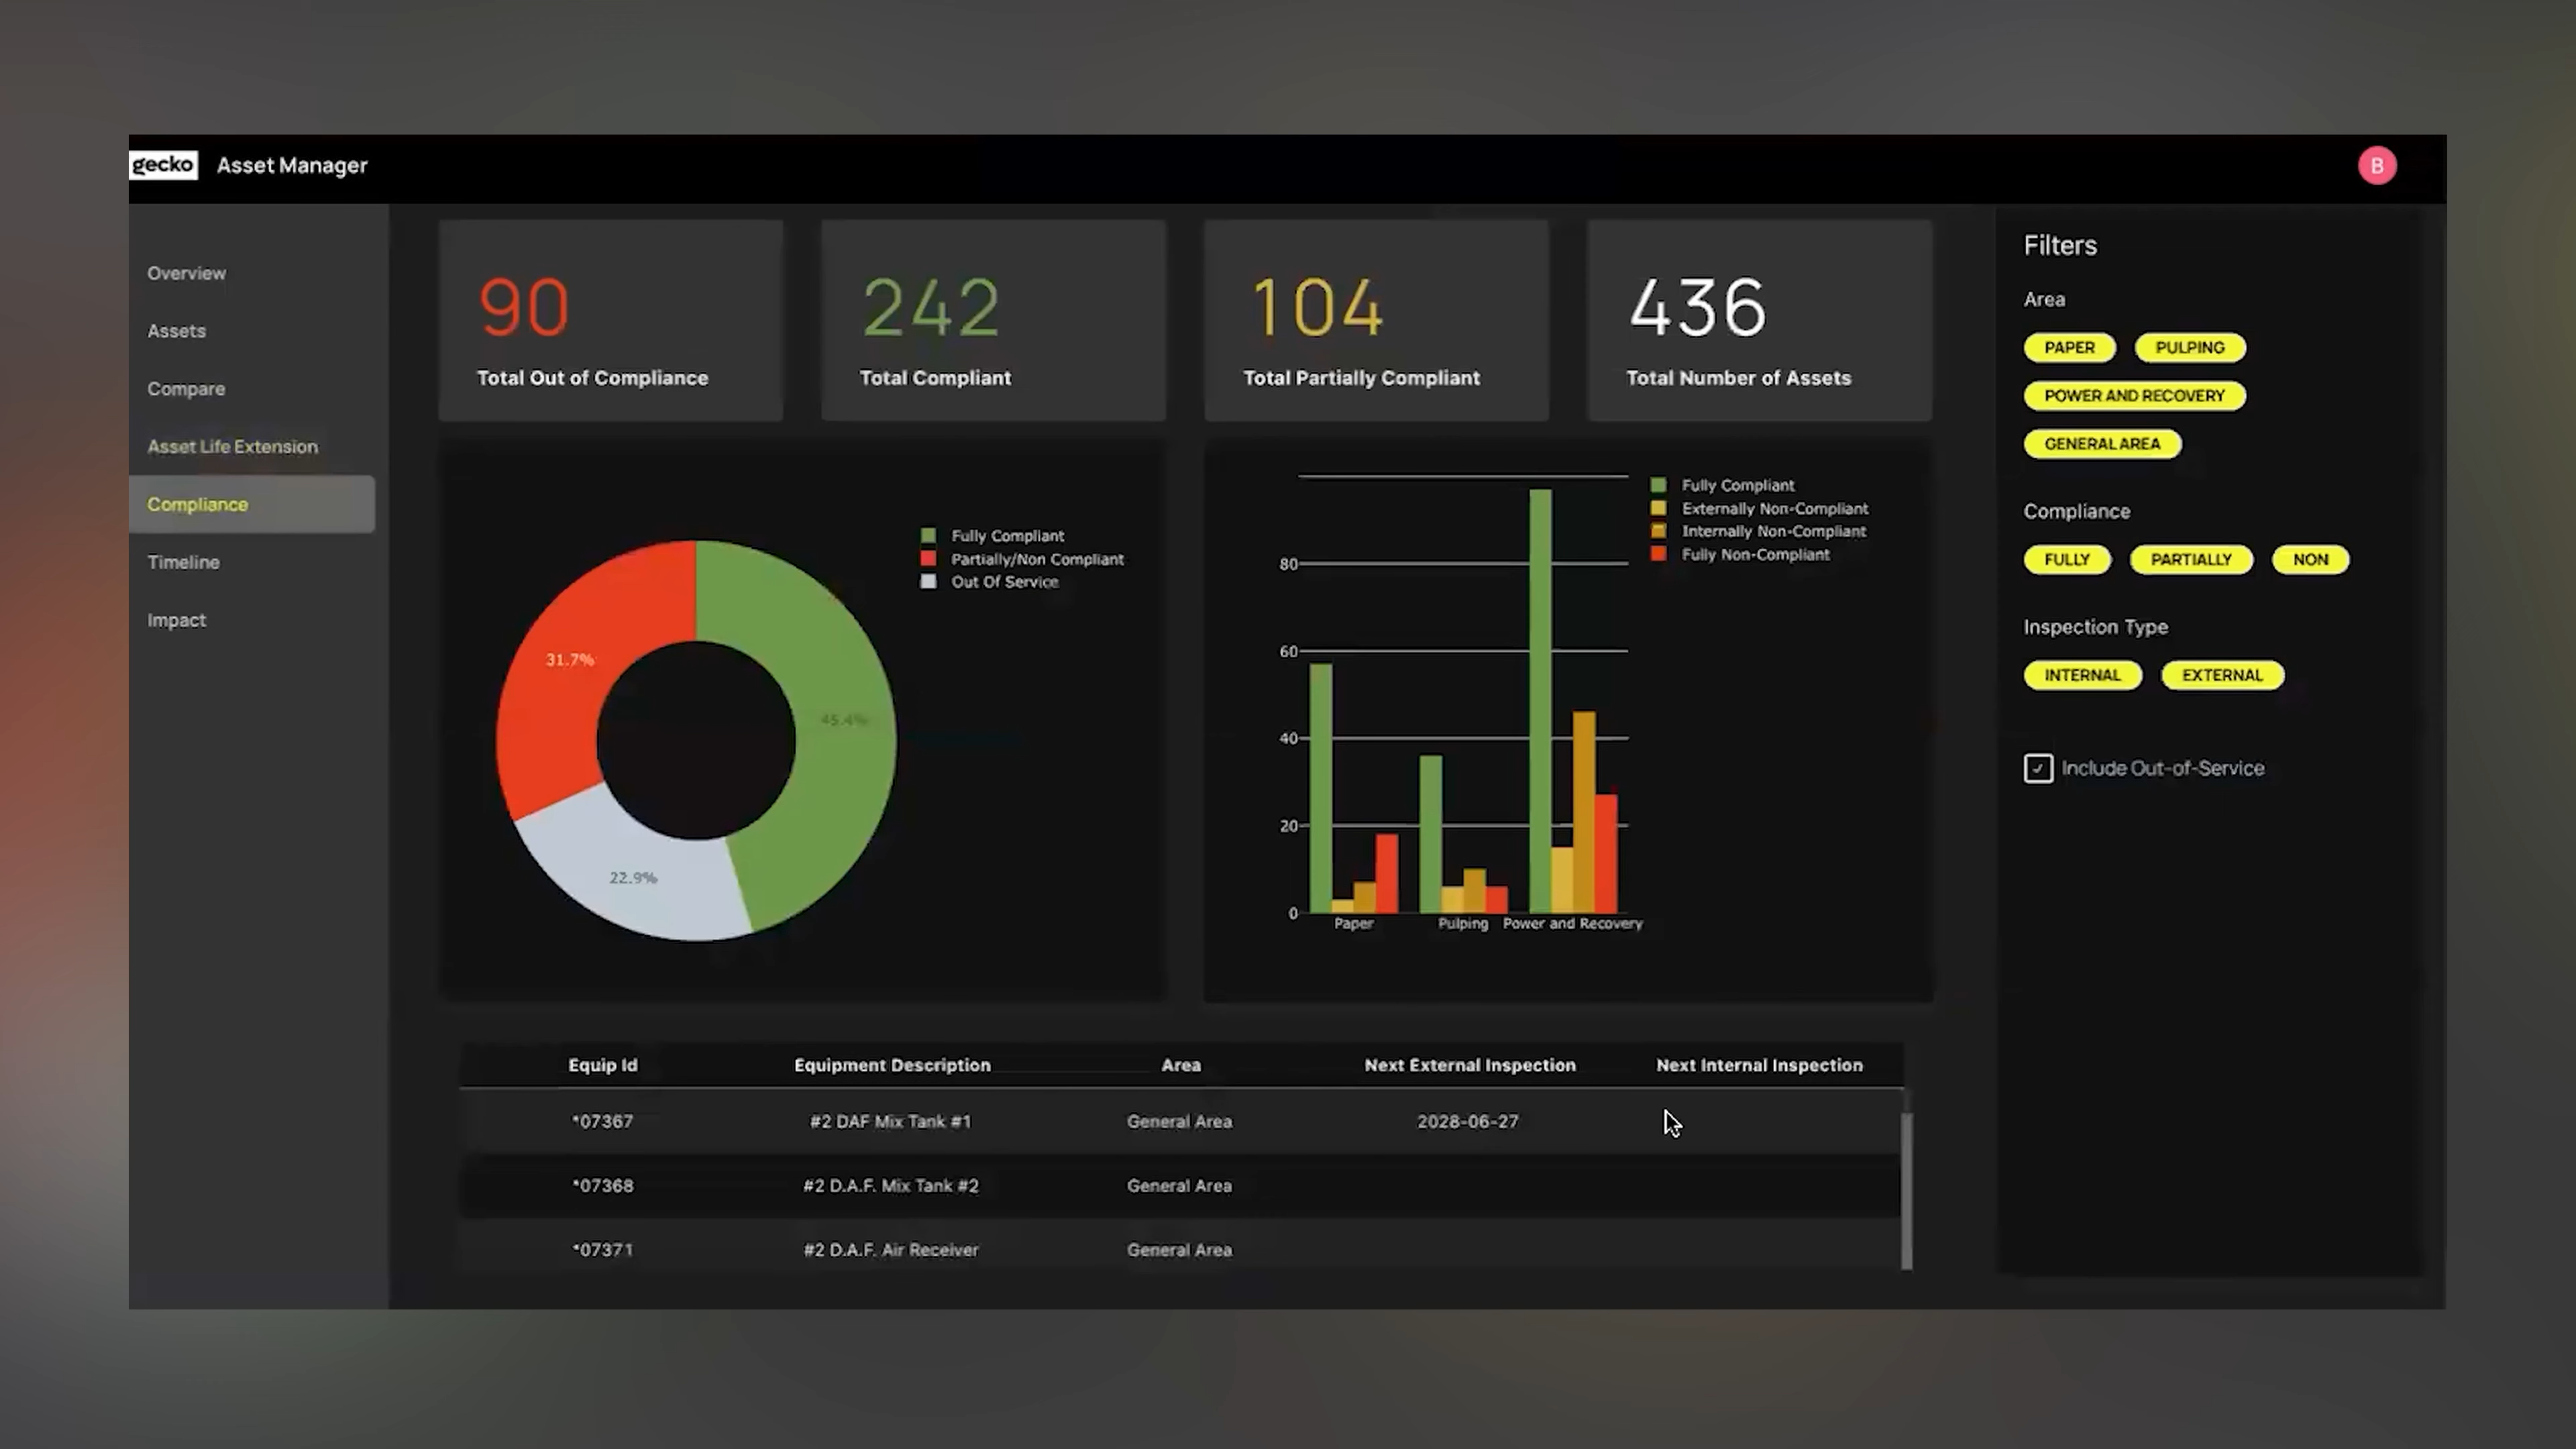 gecko Asset Manager
B
Overview
Assets
Compare
Asset Life Extension
Compliance
Timeline
Impact
90
Total Out of Compliance
242
Total Compliant
104
Total Partially Compliant
436
Total Number of Assets
Fully Compliant
Partially/Non Compliant
Out Of Service
31.7%
45.4%
22.9%
Fully Compliant
Externally Non-Compliant
Internally Non-Compliant
Fully Non-Compliant
80
60
40
20
0
Paper Pulping Power and Recovery
Equip Id Equipment Description Area Next External Inspection Next Internal Inspection
*07367 #2 DAF Mix Tank #1 General Area 2028-06-27
*07368 #2 D.A.F. Mix Tank #2 General Area
*07371 #2 D.A.F. Air Receiver General Area
Filters
Area
PAPER PULPING
POWER AND RECOVERY
GENERAL AREA
Compliance
FULLY PARTIALLY NON
Inspection Type
INTERNAL EXTERNAL
Include Out-of-Service